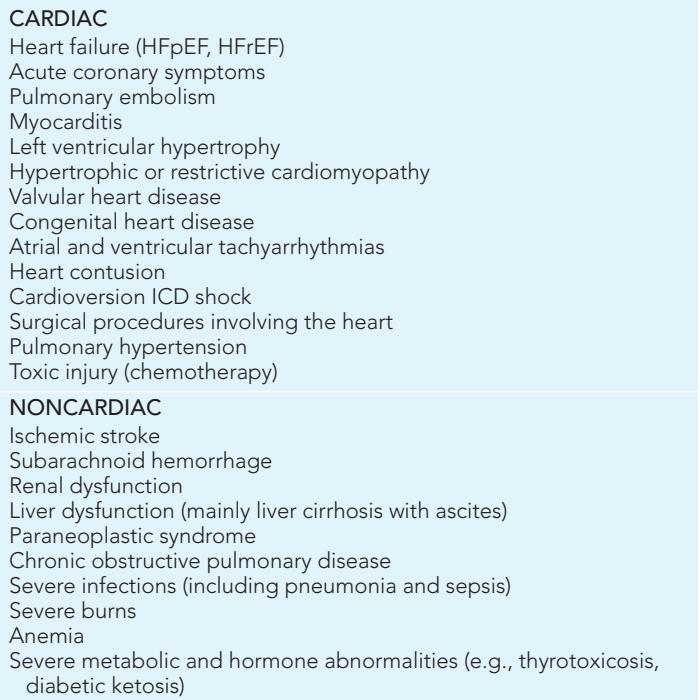 CARDIAC
Heart failure (HFpEF, HFrEF)
Acute coronary symptoms
Pulmonary embolism
Myocarditis
Left ventricular hypertrophy
Hypertrophic or restrictive cardiomyopathy
Valvular heart disease
Congenital heart disease
Atrial and ventricular tachyarrhythmias
Heart contusion
Cardioversion ICD shock
Surgical procedures involving the heart
Pulmonary hypertension
Toxic injury (chemotherapy)
NONCARDIAC
Ischemic stroke
Subarachnoid hemorrhage
Renal dysfunction
Liver dysfunction (mainly liver cirrhosis with ascites)
Paraneoplastic syndrome
Chronic obstructive pulmonary disease
Severe infections (including pneumonia and sepsis)
Severe burns
Anemia
Severe metabolic and hormone abnormalities (e.g., thyrotoxicosis,
diabetic ketosis)